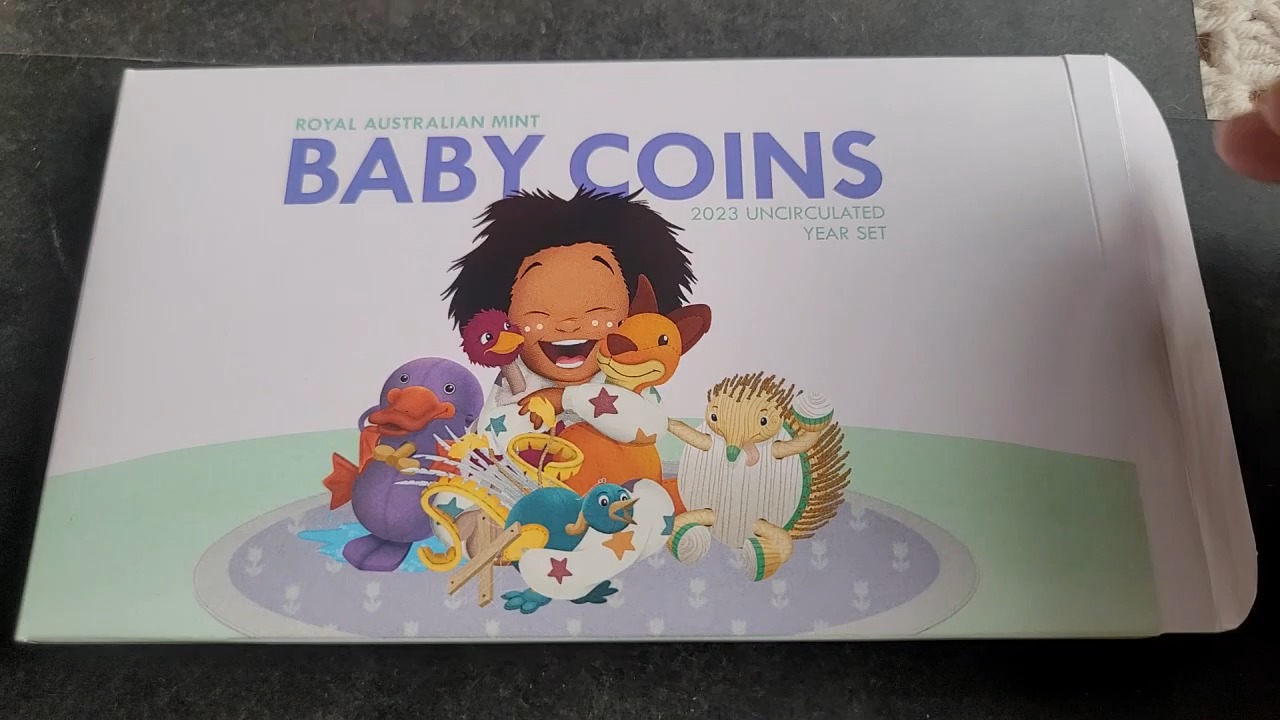 ROYAL AUSTRALIAN MINT
BABY COINS
2023 UNCIRCULATED
YEAR SET